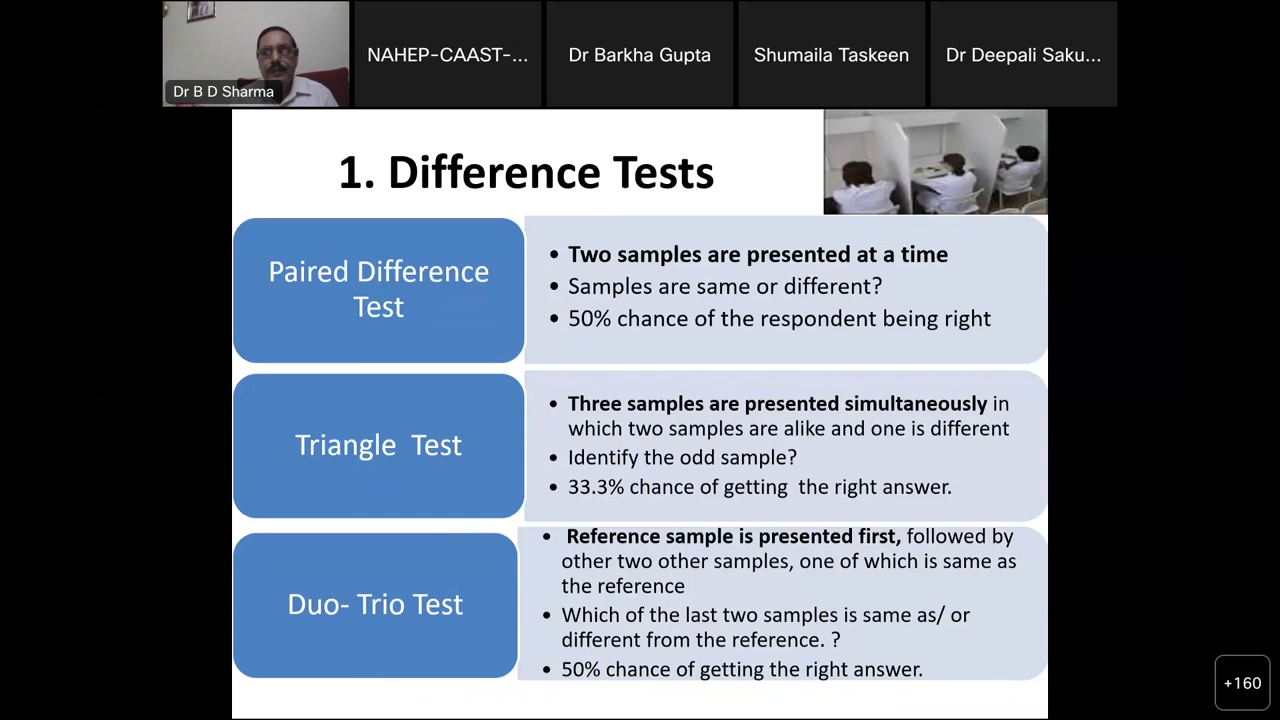 NAHEP-CAAST-...
Dr Barkha Gupta
Shumaila Taskeen
Dr Deepali Saku...
Dr B D Sharma
1. Difference Tests
Paired Difference
Test
• Two samples are presented at a time
• Samples are same or different?
• 50% chance of the respondent being right
Triangle Test
• Three samples are presented simultaneously in
which two samples are alike and one is different
• Identify the odd sample?
• 33.3% chance of getting the right answer.
Duo- Trio Test
• Reference sample is presented first, followed by
other two other samples, one of which is same as
the reference
• Which of the last two samples is same as/ or
different from the reference. ?
• 50% chance of getting the right answer.
+160